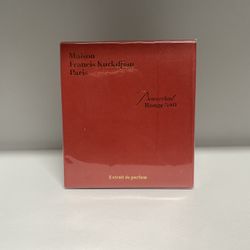 Maison
Francis Kurkdjian
Paris
Baccarat
Rouge 540
Extrait de parfum